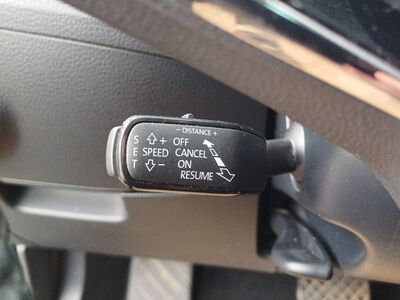 − DISTANCE +
S + OFF
E SPEED CANCEL
T − ON
RESUME